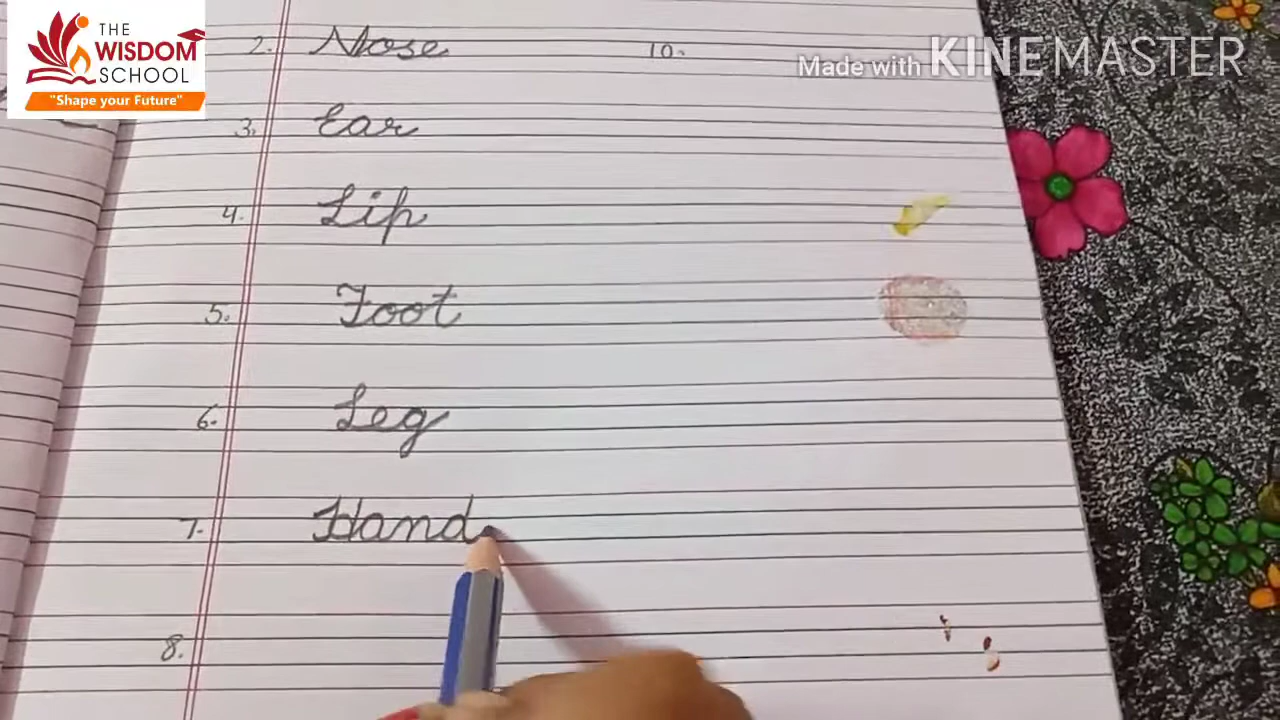 THE
WISDOM
SCHOOL
"Shape your Future"
Made with KINEMASTER
2. Nose
10.
3. Ear
4. Lip
5. Foot
6. Leg
7. Hand
8.